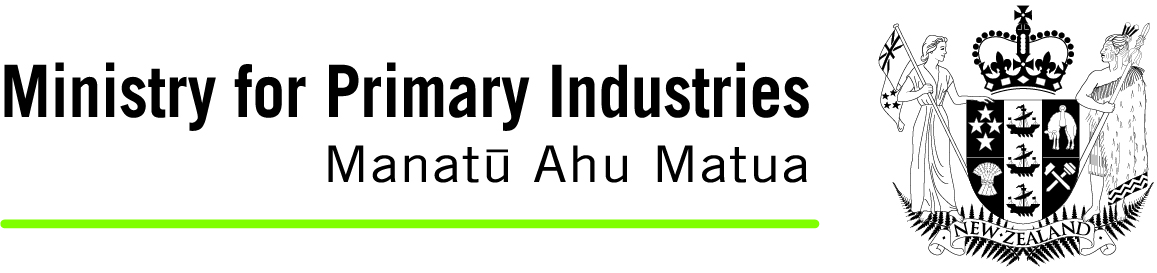 Ministry for Primary Industries
Manatū Ahu Matua
NEW·ZEALAND